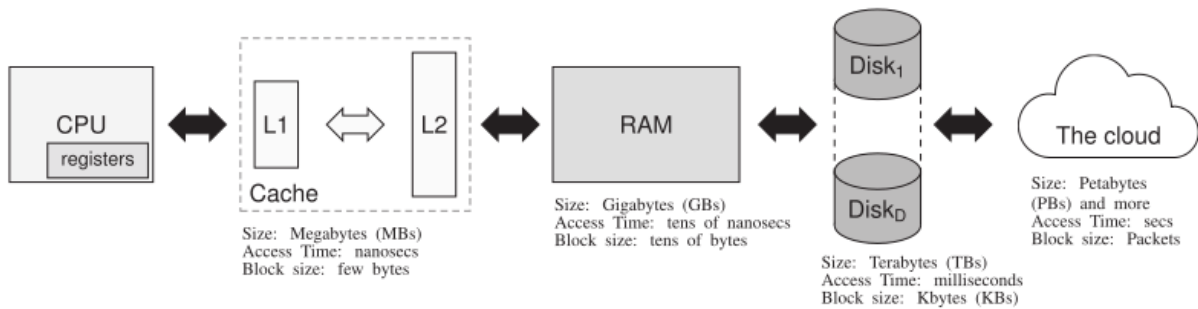 CPU
registers
L1
L2
Cache
Size: Megabytes (MBs)
Access Time: nanosecs
Block size: few bytes
RAM
Size: Gigabytes (GBs)
Access Time: tens of nanosecs
Block size: tens of bytes
Disk₁
Disk_D
Size: Terabytes (TBs)
Access Time: milliseconds
Block size: Kbytes (KBs)
The cloud
Size: Petabytes
(PBs) and more
Access Time: secs
Block size: Packets